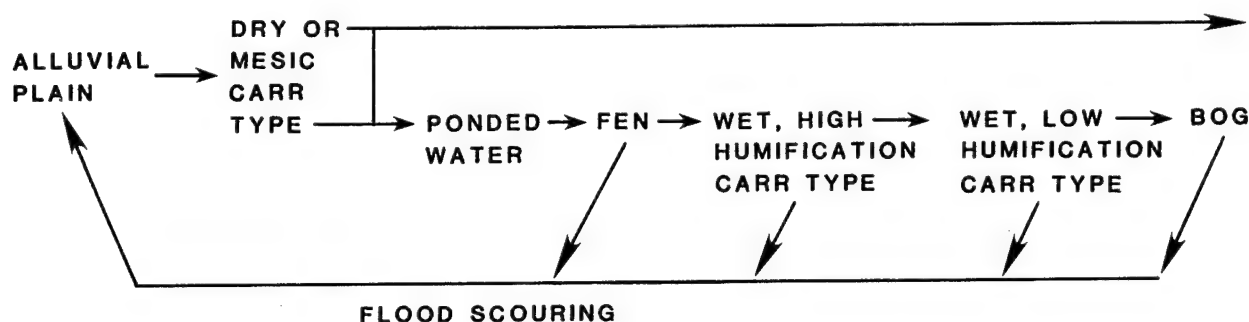 ALLUVIAL
PLAIN
DRY OR
MESIC
CARR
TYPE
PONDED
WATER
FEN
WET, HIGH
HUMIFICATION
CARR TYPE
WET, LOW
HUMIFICATION
CARR TYPE
BOG
FLOOD SCOURING